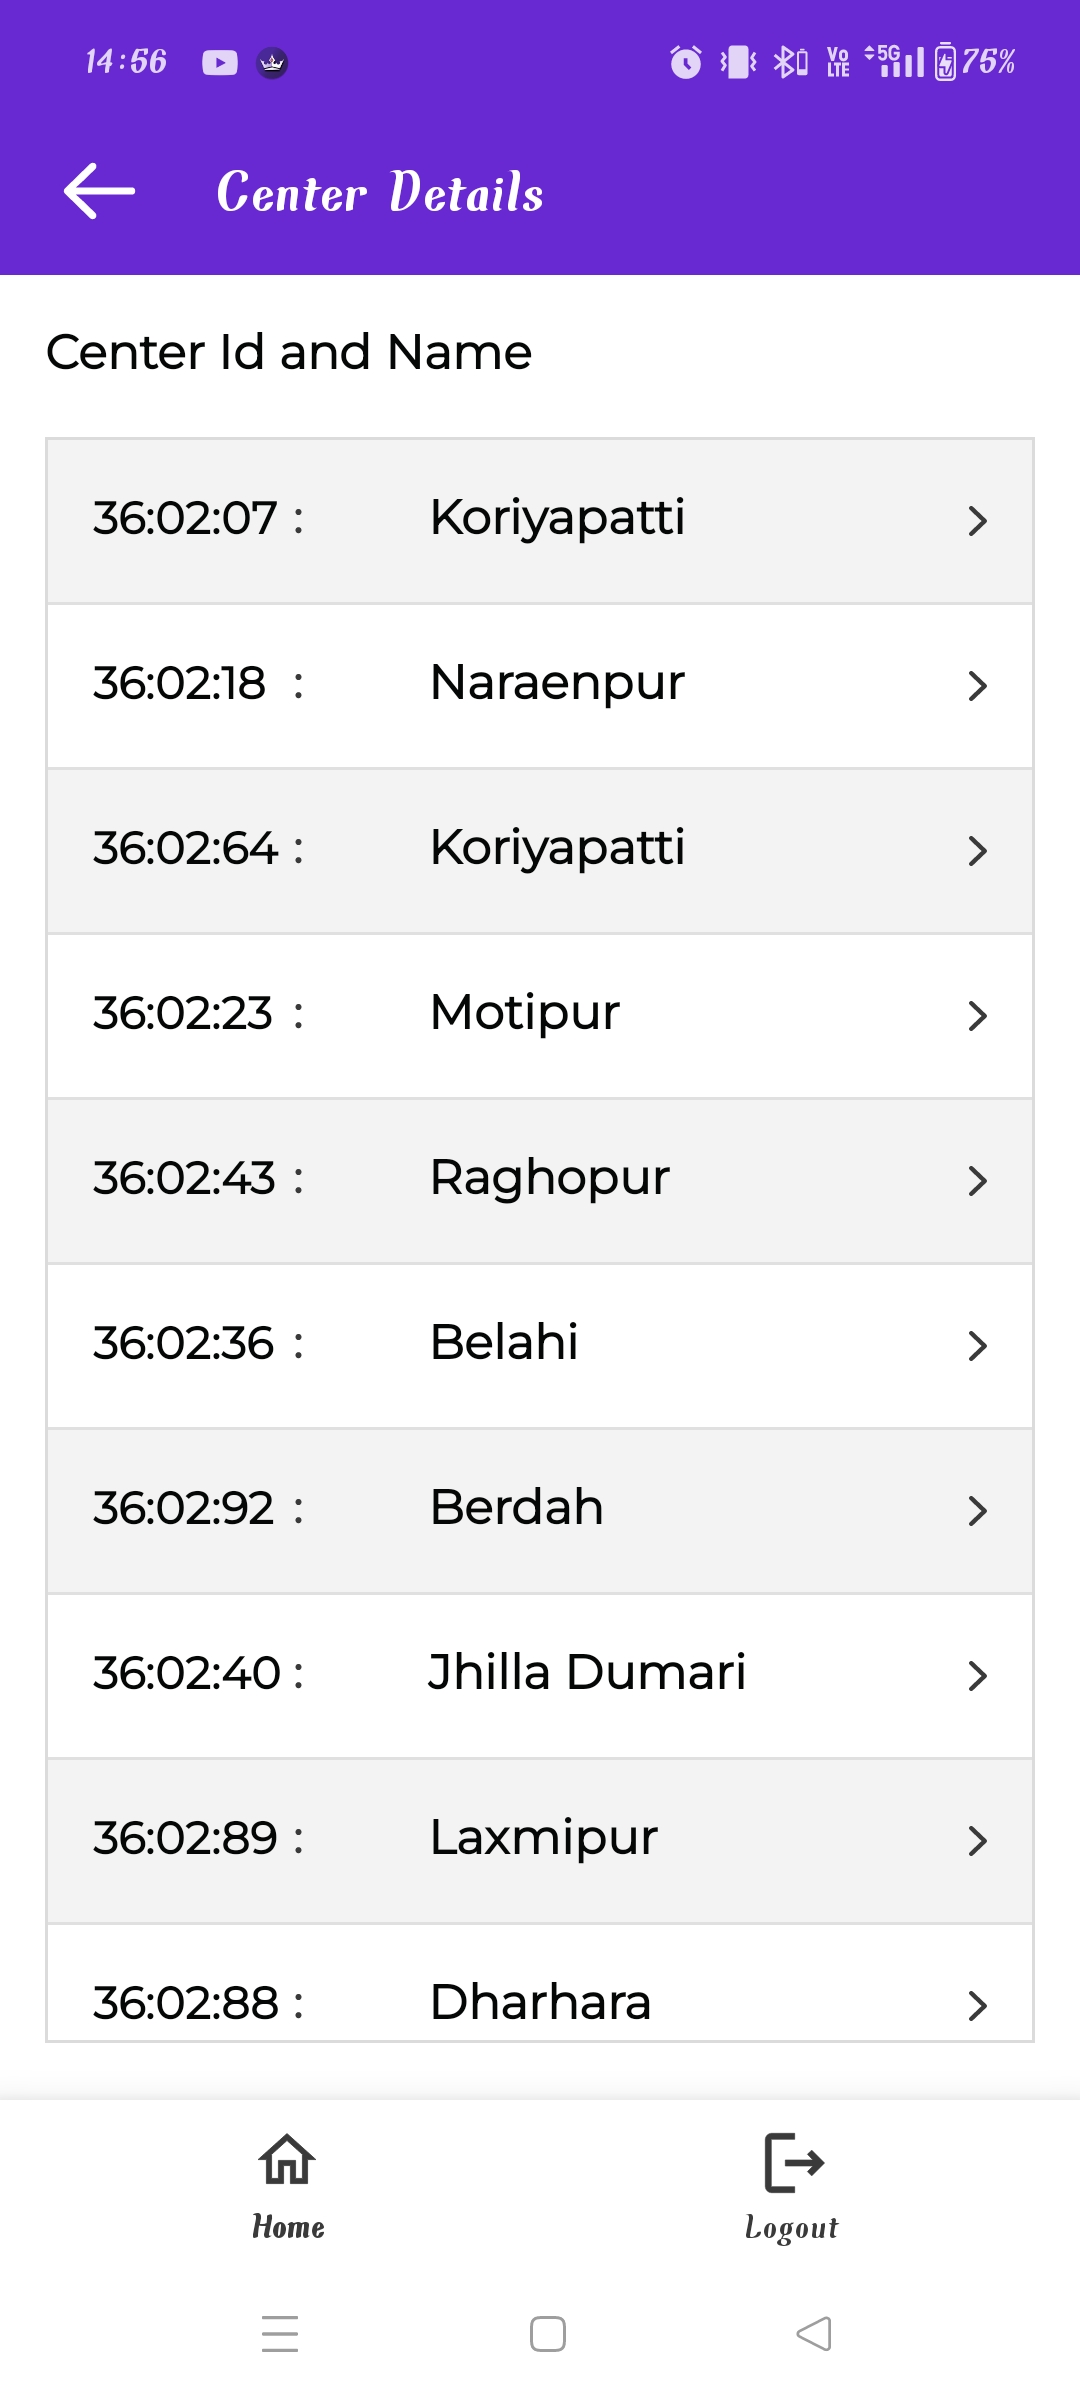 14:56
Vo LTE 5G 75%
Center Details
Center Id and Name
36:02:07 : Koriyapatti
36:02:18 : Naraenpur
36:02:64 : Koriyapatti
36:02:23 : Motipur
36:02:43 : Raghopur
36:02:36 : Belahi
36:02:92 : Berdah
36:02:40 : Jhilla Dumari
36:02:89 : Laxmipur
36:02:88 : Dharhara
Home Logout